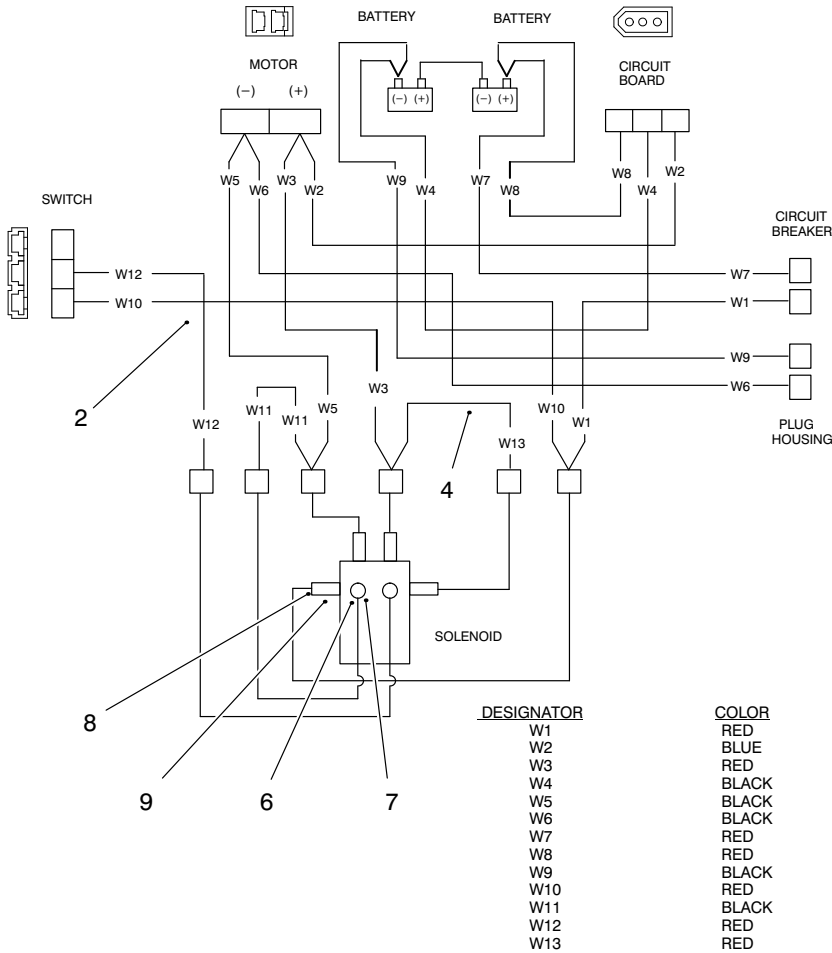 BATTERY BATTERY
MOTOR
CIRCUIT
BOARD
(−) (+)
(−) (+) (−) (+)
W5 W6 W3 W2 W9 W4 W7 W8 W8 W4 W2
SWITCH
CIRCUIT
BREAKER
W12 W7
W10 W1
W9
W3 W6
2 W12 W11 W11 W5 W10 W1
PLUG
HOUSING
W13
4
SOLENOID
8
9 6 7
DESIGNATOR COLOR
W1 RED
W2 BLUE
W3 RED
W4 BLACK
W5 BLACK
W6 BLACK
W7 RED
W8 RED
W9 BLACK
W10 RED
W11 BLACK
W12 RED
W13 RED